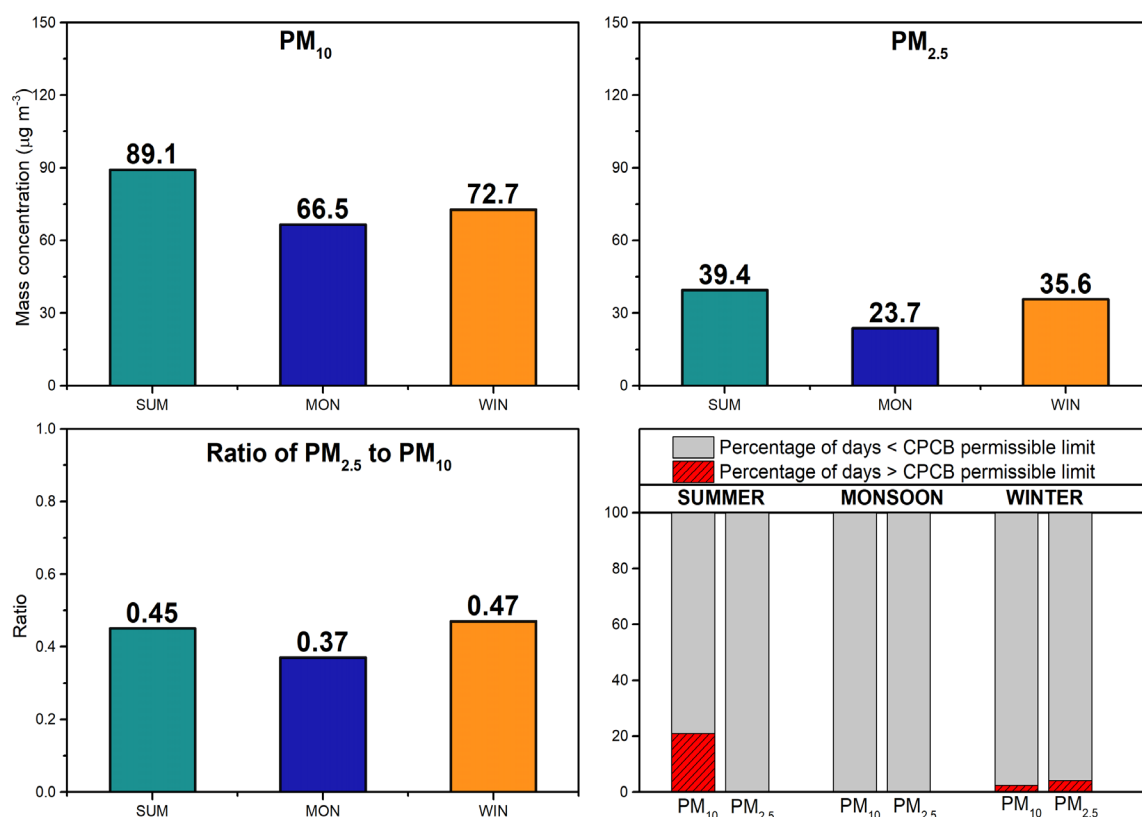 PM10
Mass concentration (μg m-3)
150
120
90
60
30
0
89.1
66.5
72.7
SUM
MON
WIN
PM2.5
150
120
90
60
30
0
39.4
23.7
35.6
SUM
MON
WIN
Ratio of PM2.5 to PM10
Ratio
1.0
0.8
0.6
0.4
0.2
0.0
0.45
0.37
0.47
SUM
MON
WIN
Percentage of days < CPCB permissible limit
Percentage of days > CPCB permissible limit
SUMMER MONSOON WINTER
100
80
60
40
20
0
PM10 PM2.5 PM10 PM2.5 PM10 PM2.5